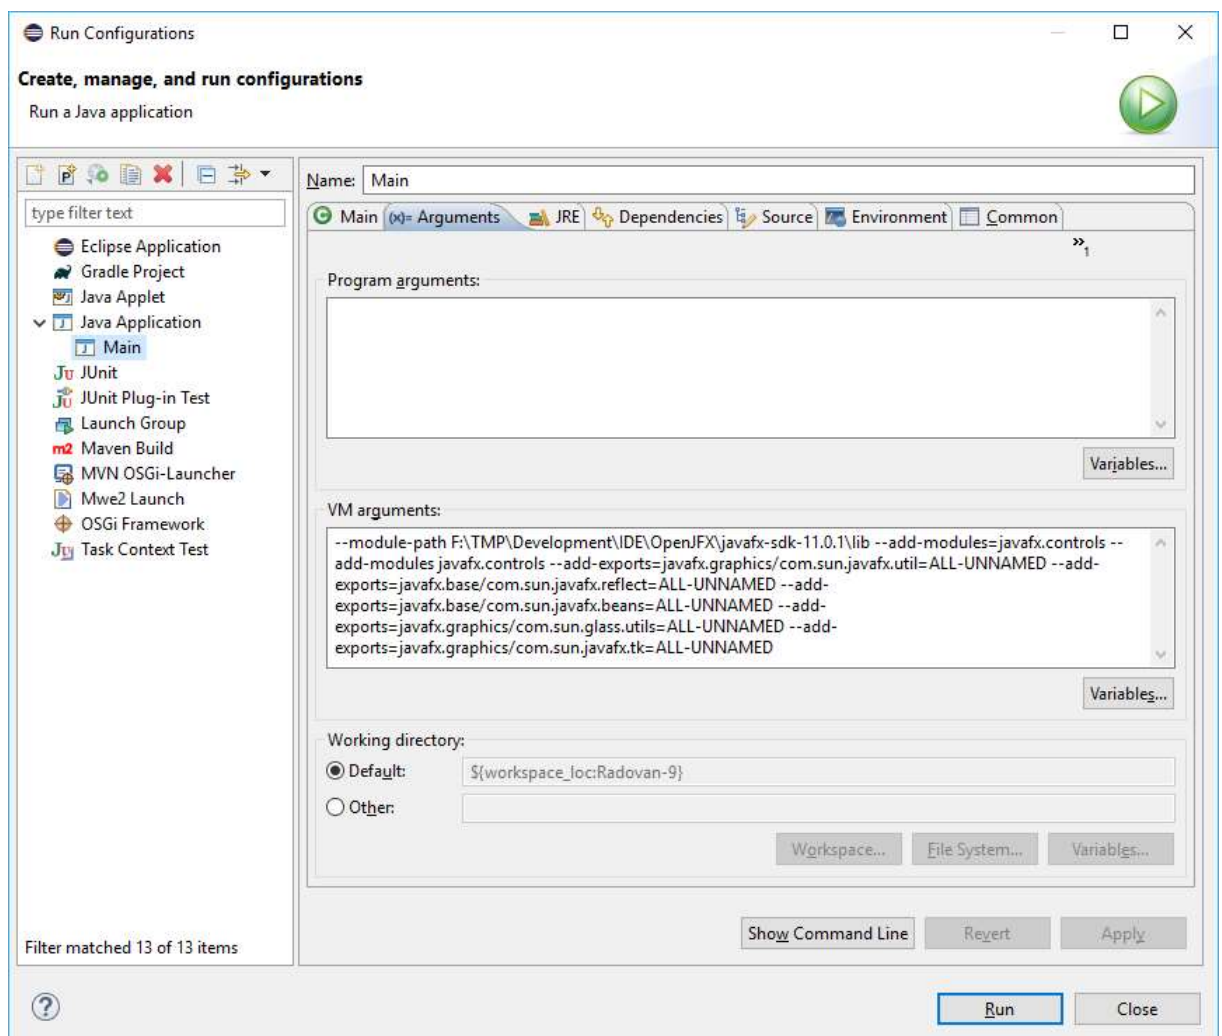 Run Configurations
Create, manage, and run configurations
Run a Java application
type filter text
Eclipse Application
Gradle Project
Java Applet
Java Application
Main
JUnit
JUnit Plug-in Test
Launch Group
m2 Maven Build
MVN OSGi-Launcher
Mwe2 Launch
OSGi Framework
Task Context Test
Filter matched 13 of 13 items
Name: Main
Main (x)= Arguments JRE Dependencies Source Environment Common
»1
Program arguments:
Variables...
VM arguments:
--module-path F:\TMP\Development\IDE\OpenJFX\javafx-sdk-11.0.1\lib --add-modules=javafx.controls --
add-modules javafx.controls --add-exports=javafx.graphics/com.sun.javafx.util=ALL-UNNAMED --add-
exports=javafx.base/com.sun.javafx.reflect=ALL-UNNAMED --add-
exports=javafx.base/com.sun.javafx.beans=ALL-UNNAMED --add-
exports=javafx.graphics/com.sun.glass.utils=ALL-UNNAMED --add-
exports=javafx.graphics/com.sun.javafx.tk=ALL-UNNAMED
Variables...
Working directory:
Default: ${workspace_loc:Radovan-9}
Other:
Workspace... File System... Variables...
Show Command Line Revert Apply
Run Close